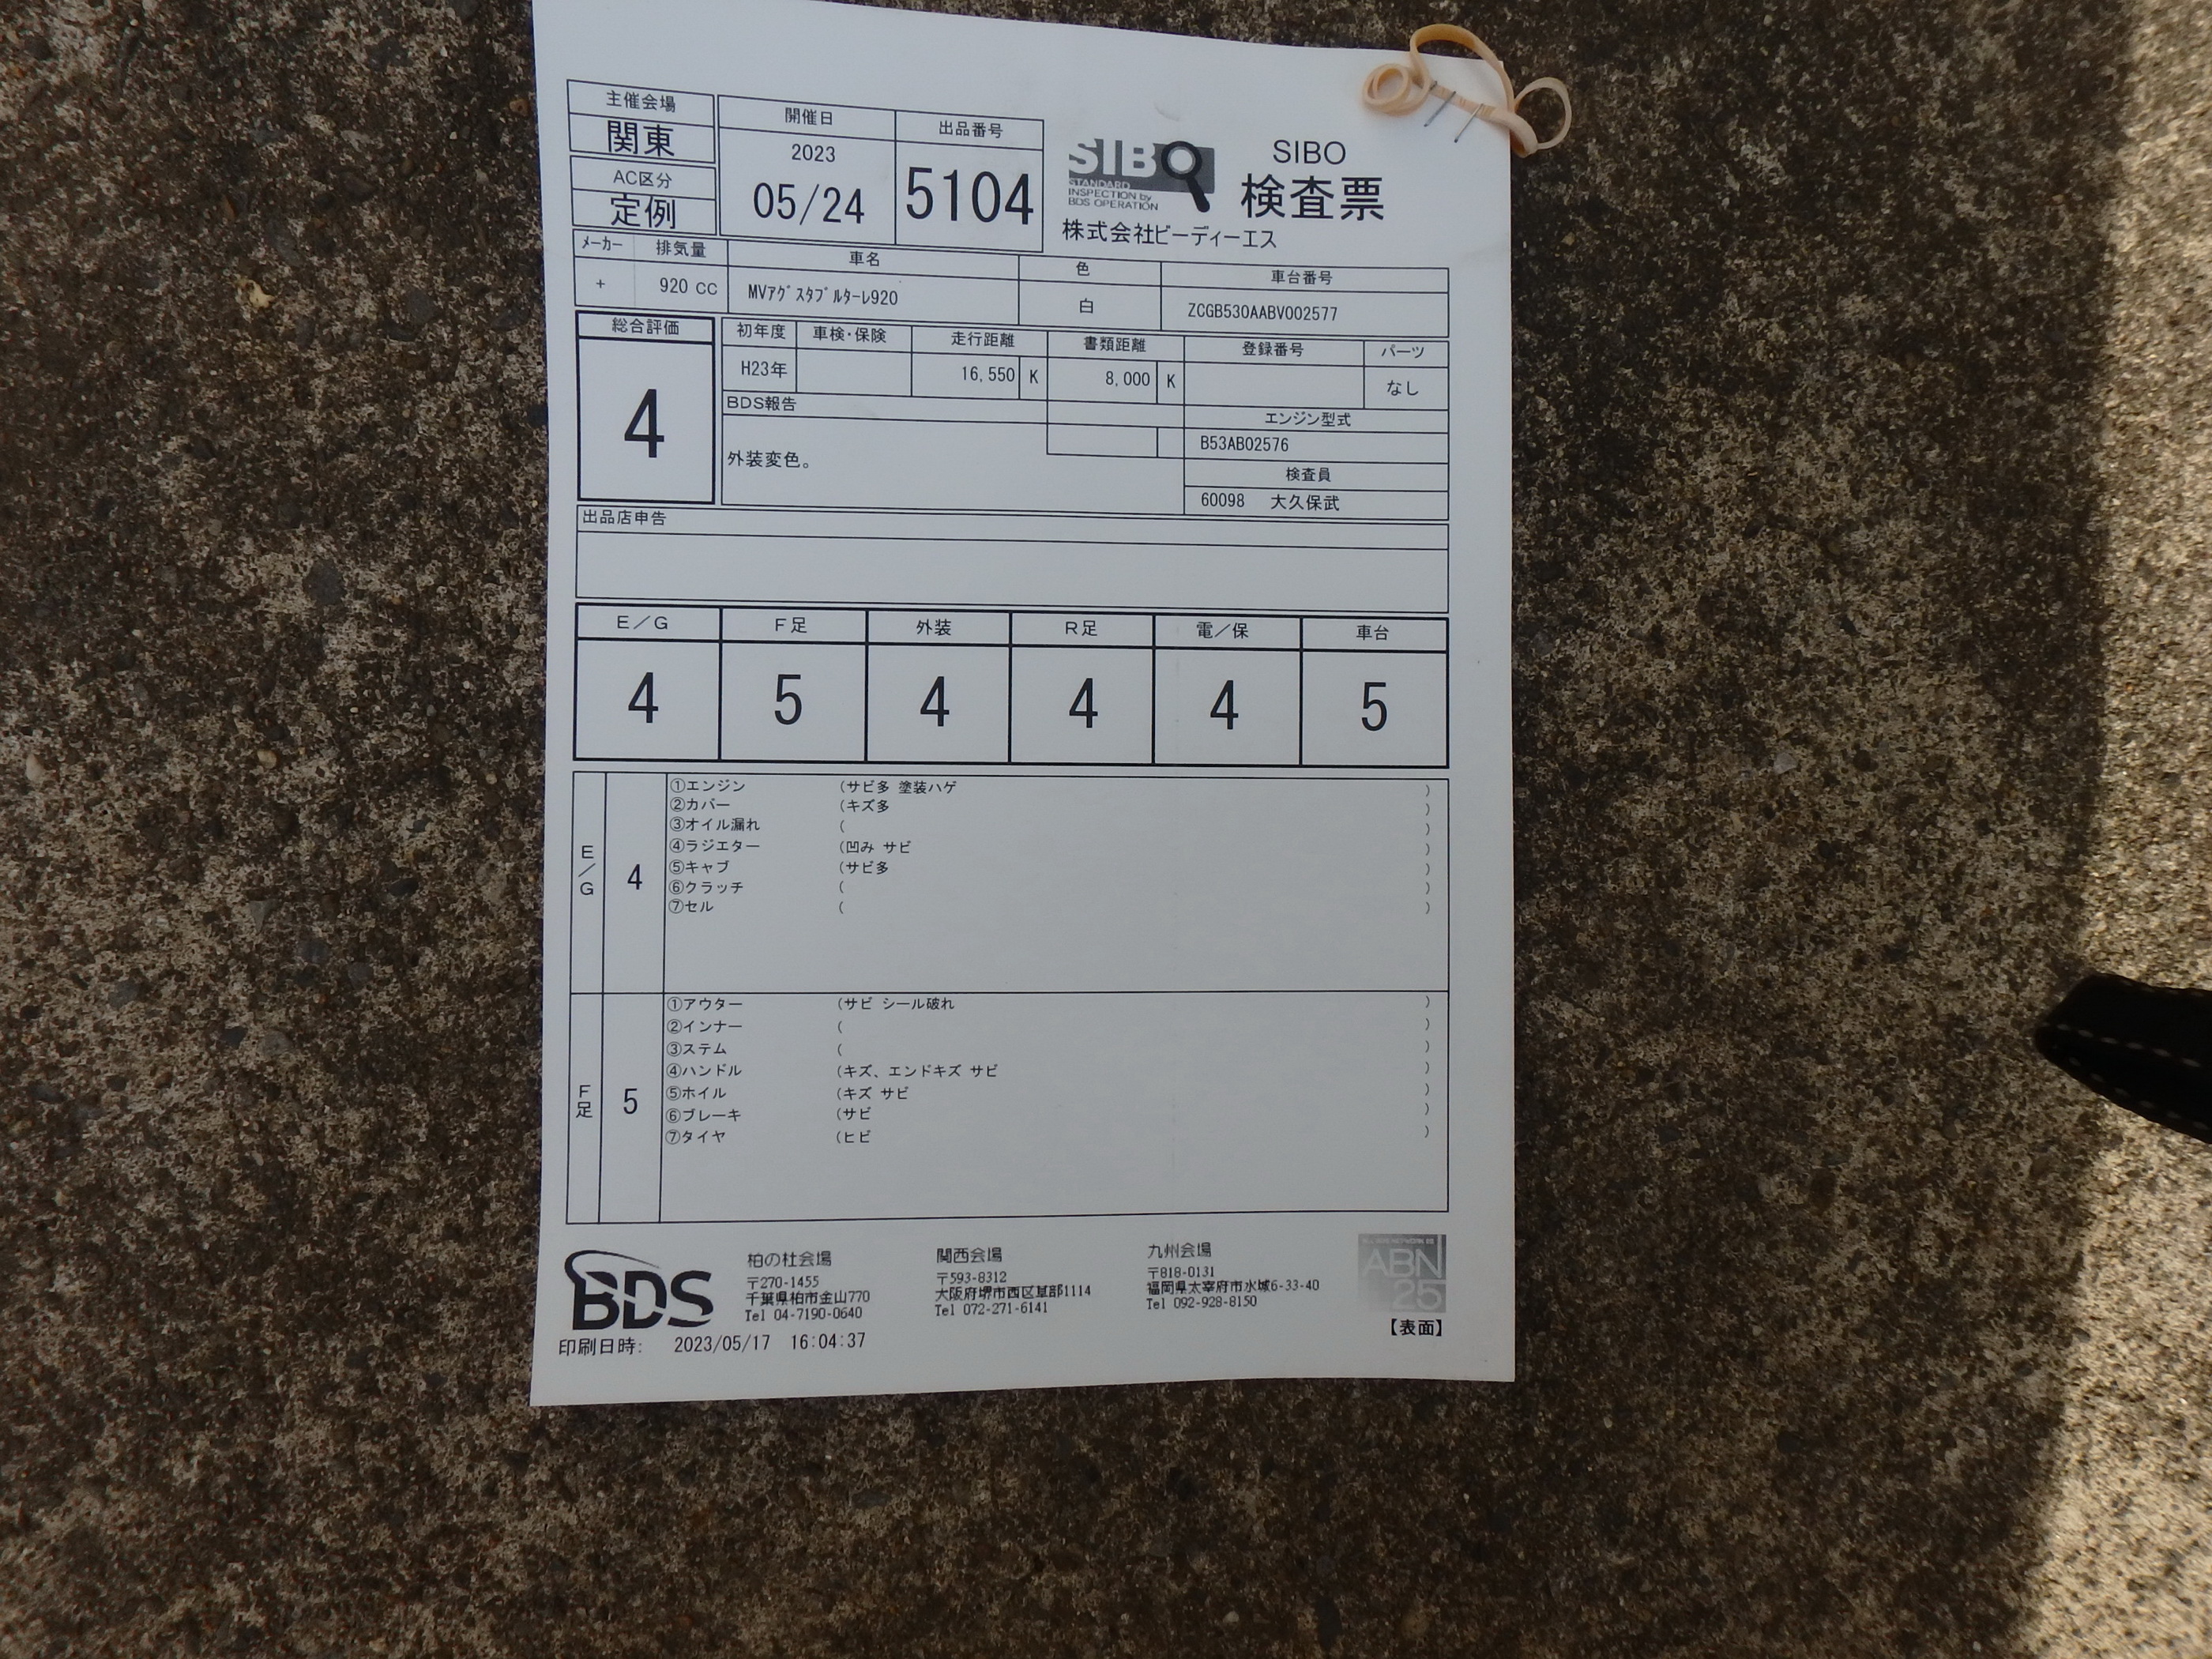 主催会場
関東
AC区分
定例
開催日
2023
05/24
出品番号
5104
SIBO
STANDARD
INSPECTION by
BDS OPERATION
SIBO
検査票
株式会社ビーディーエス
メーカー 排気量 車名 色 車台番号
+ 920 CC MVアグスタブルターレ920 白 ZCGB530AABV002577
総合評価
4
初年度 車検・保険 走行距離 書類距離 登録番号 パーツ
H23年 16,550 K 8,000 K なし
BDS報告
外装変色。
エンジン型式
B53AB02576
検査員
60098 大久保武
出品店申告
E/G F足 外装 R足 電/保 車台
4 5 4 4 4 5
E/G
4
①エンジン (サビ多 塗装ハゲ )
②カバー (キズ多 )
③オイル漏れ ( )
④ラジエター (凹み サビ )
⑤キャブ (サビ多 )
⑥クラッチ ( )
⑦セル ( )
F足
5
①アウター (サビ シール破れ )
②インナー ( )
③ステム ( )
④ハンドル (キズ、エンドキズ サビ )
⑤ホイル (キズ サビ )
⑥ブレーキ (サビ )
⑦タイヤ (ヒビ )
BDS
柏の杜会場
〒270-1455
千葉県柏市金山770
Tel 04-7190-0640
関西会場
〒593-8312
大阪府堺市西区草部1114
Tel 072-271-6141
九州会場
〒818-0131
福岡県太宰府市水城6-33-40
Tel 092-928-8150
ABN
25
【表面】
印刷日時: 2023/05/17 16:04:37